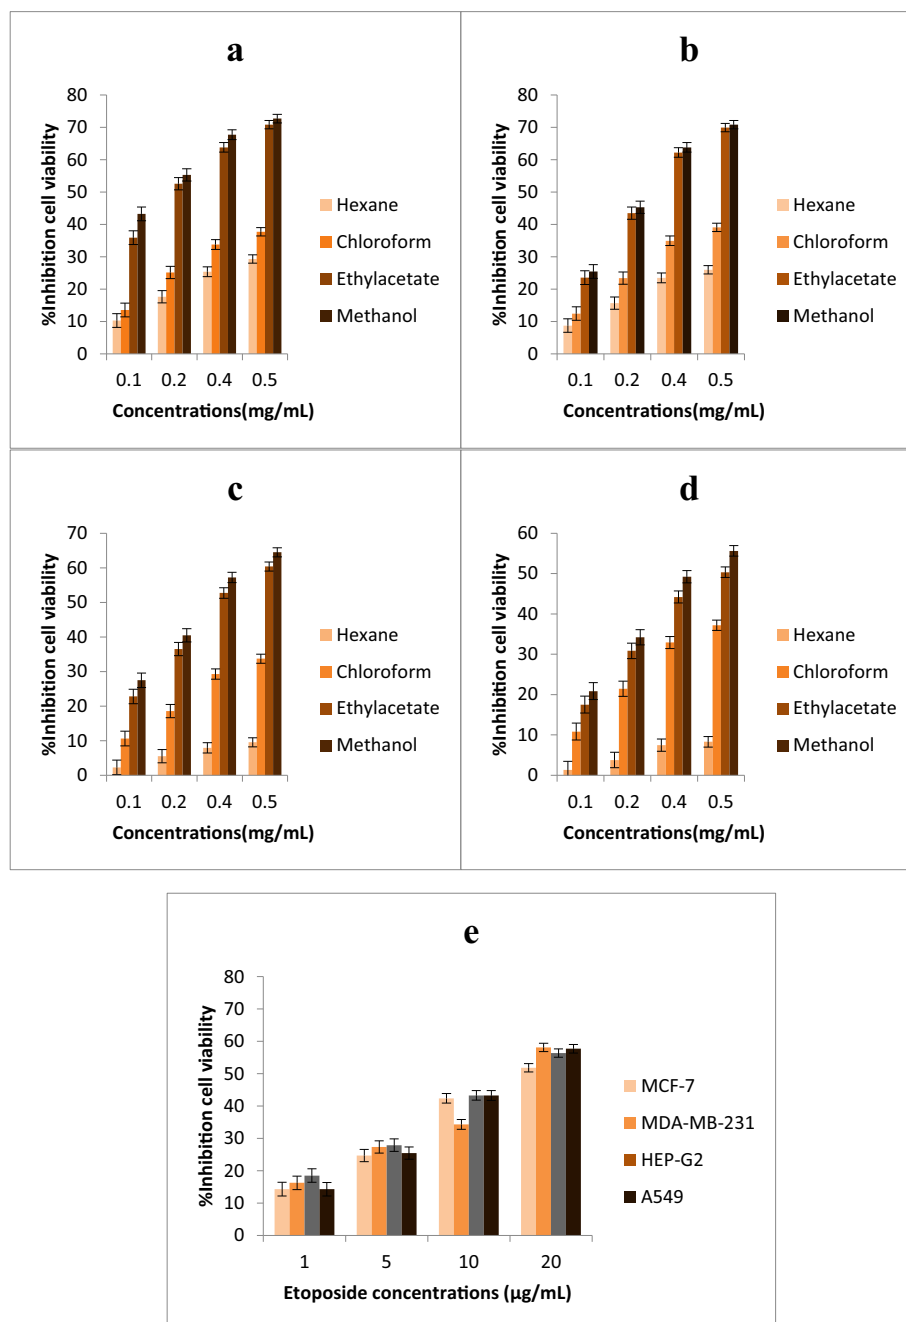 a
%Inhibition cell viability
80
70
60
50
40
30
20
10
0
0.1 0.2 0.4 0.5
Concentrations(mg/mL)
Hexane
Chloroform
Ethylacetate
Methanol
b
%Inhibition cell viability
80
70
60
50
40
30
20
10
0
0.1 0.2 0.4 0.5
Concentrations(mg/mL)
Hexane
Chloroform
Ethylacetate
Methanol
c
%Inhibition cell viability
70
60
50
40
30
20
10
0
0.1 0.2 0.4 0.5
Concentrations(mg/mL)
Hexane
Chloroform
Ethylacetate
Methanol
d
%Inhibition cell viability
60
50
40
30
20
10
0
0.1 0.2 0.4 0.5
Concentrations(mg/mL)
Hexane
Chloroform
Ethylacetate
Methanol
e
%Inhibition cell viability
80
70
60
50
40
30
20
10
0
1 5 10 20
Etoposide concentrations (µg/mL)
MCF-7
MDA-MB-231
HEP-G2
A549